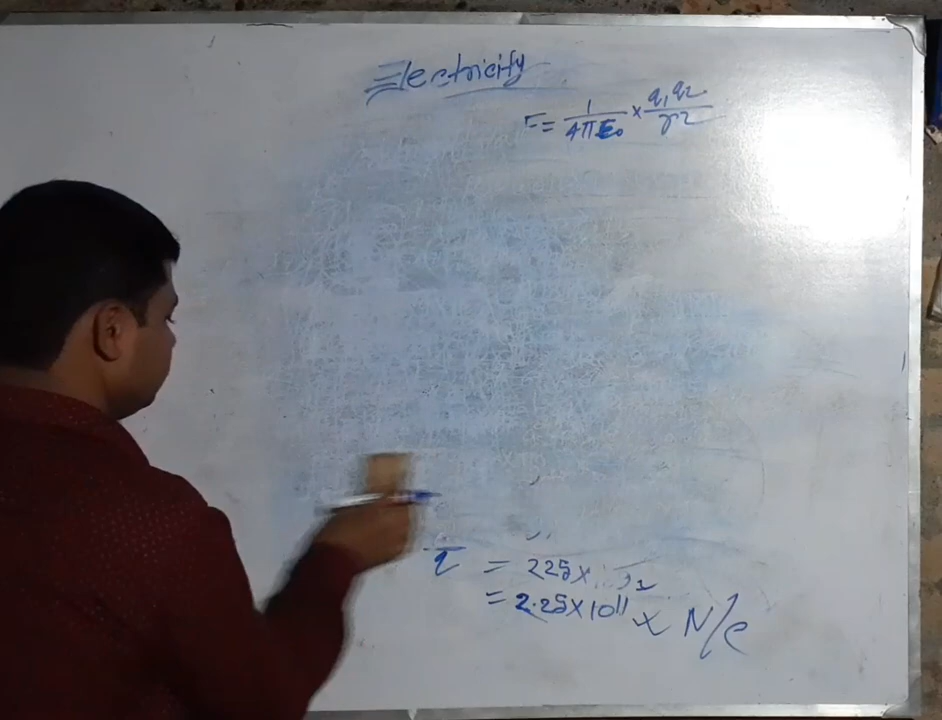 Electricity
F = 1/4πε₀ × q₁q₂/r²
q = 225×
= 2.25×10¹¹ × N/C